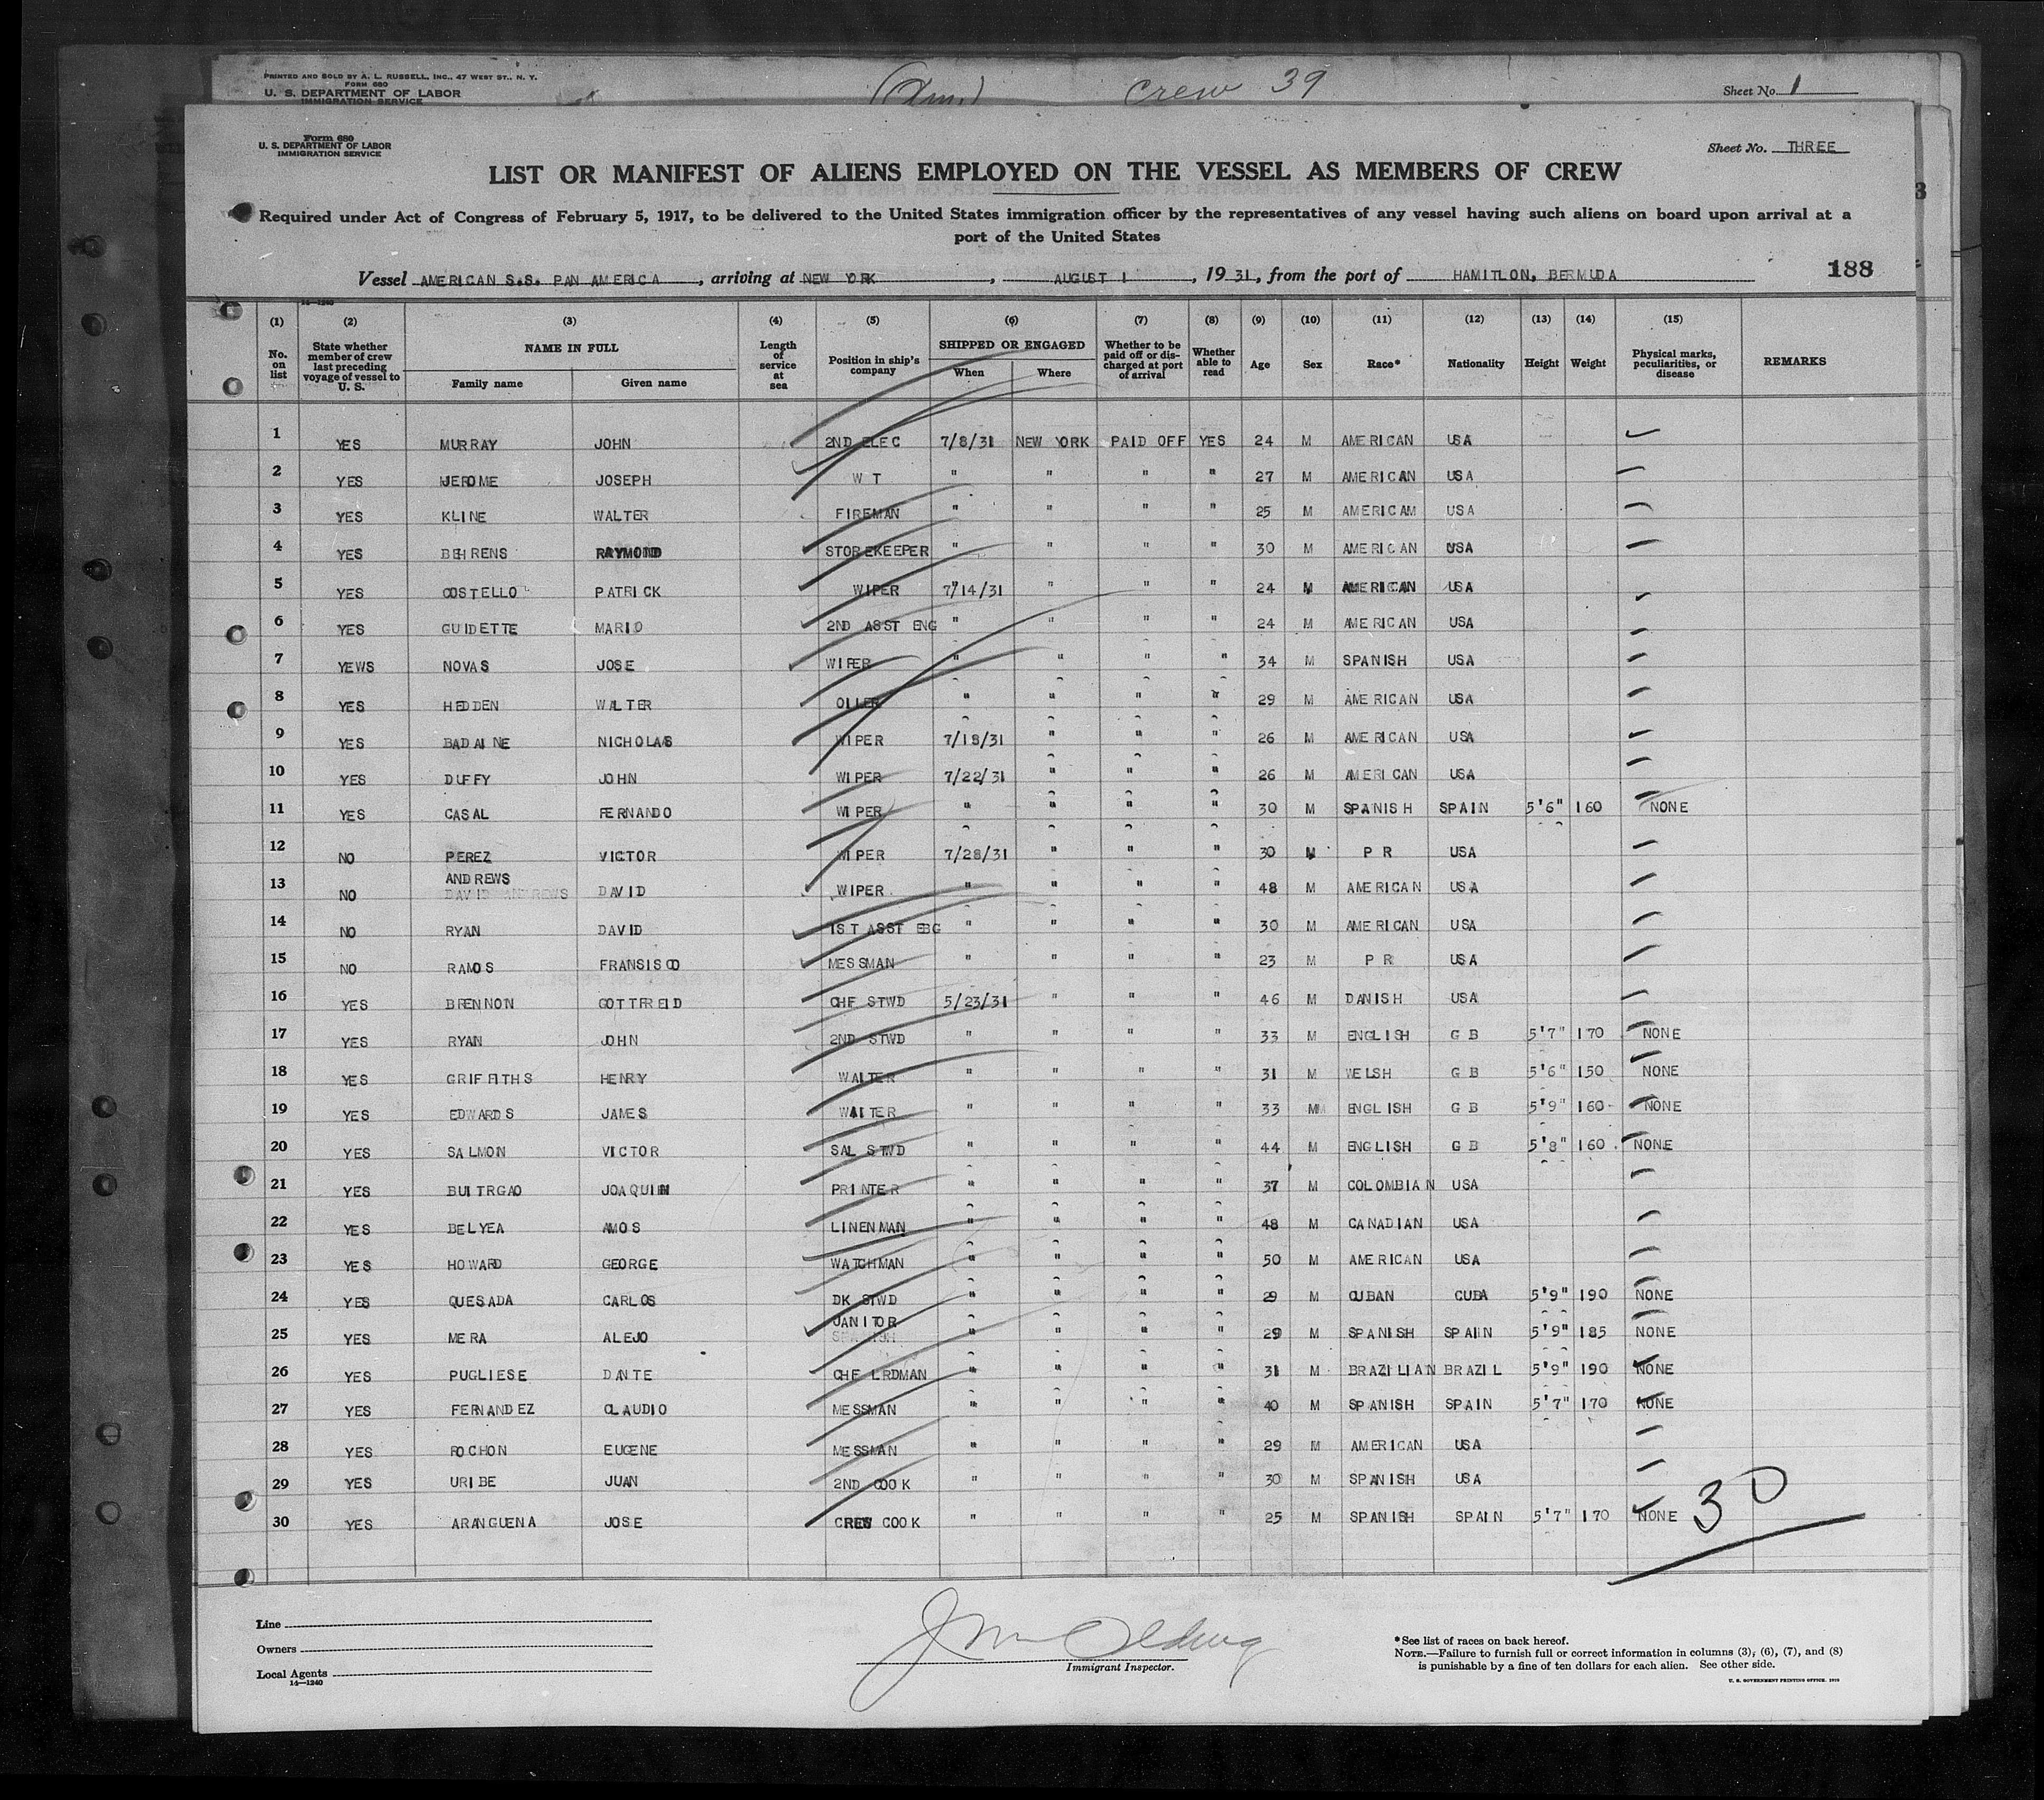 PRINTED AND SOLD BY A. L. RUSSELL, INC., 47 WEST ST., N. Y.
FORM 680
U. S. DEPARTMENT OF LABOR
IMMIGRATION SERVICE
Crew 39
Sheet No. 1
Form 680
U. S. DEPARTMENT OF LABOR
IMMIGRATION SERVICE
Sheet No. THREE
LIST OR MANIFEST OF ALIENS EMPLOYED ON THE VESSEL AS MEMBERS OF CREW
Required under Act of Congress of February 5, 1917, to be delivered to the United States immigration officer by the representatives of any vessel having such aliens on board upon arrival at a
port of the United States
Vessel AMERICAN S.S. PAN AMERICA, arriving at NEW YORK, AUGUST 1, 1931, from the port of HAMITLON, BERMUDA 188
14—1240
(1) (2) (3) (4) (5) (6) (7) (8) (9) (10) (11) (12) (13) (14) (15)
No. on list State whether member of crew last preceding voyage of vessel to U. S. NAME IN FULL Family name Given name Length of service at sea Position in ship's company SHIPPED OR ENGAGED When Where Whether to be paid off or discharged at port of arrival Whether able to read Age Sex Race* Nationality Height Weight Physical marks, peculiarities, or disease REMARKS
1 YES MURRAY JOHN 2ND ELEC 7/8/31 NEW YORK PAID OFF YES 24 M AMERICAN USA
2 YES JEROME JOSEPH W T " " " " 27 M AMERICAN USA
3 YES KLINE WALTER FIREMAN " " " " 25 M AMERICAM USA
4 YES BEHRENS RAYMOND STOREKEEPER " " " " 30 M AMERICAN USA
5 YES COSTELLO PATRICK WIPER 7/14/31 " " " 24 M AMERICAN USA
6 YES GUIDETTE MARIO 2ND ASST ENG " " " " 24 M AMERICAN USA
7 YEWS NOVAS JOSE WIPER " " " " 34 M SPANISH USA
8 YES HEDDEN WALTER OILER " " " " 29 M AMERICAN USA
9 YES BADAINE NICHOLAS WIPER 7/18/31 " " " 26 M AMERICAN USA
10 YES DUFFY JOHN WIPER 7/22/31 " " " 26 M AMERICAN USA
11 YES CASAL FERNANDO WIPER " " " " 30 M SPANISH SPAIN 5'6" 160 NONE
12 NO PEREZ VICTOR WIPER 7/28/31 " " " 30 M P R USA
13 NO ANDREWS DAVID WIPER " " " " 48 M AMERICAN USA
14 NO RYAN DAVID 1ST ASST EBG " " " " 30 M AMERICAN USA
15 NO RAMOS FRANSISCO MESSMAN " " " " 23 M P R USA
16 YES BRENNON GOTTFREID CHF STWD 5/23/31 " " " 46 M DANISH USA
17 YES RYAN JOHN 2ND STWD " " " " 33 M ENGLISH G B 5'7" 170 NONE
18 YES GRIFFITHS HENRY WAITER " " " " 31 M WELSH G B 5'6" 150 NONE
19 YES EDWARDS JAMES WAITER " " " " 33 M ENGLISH G B 5'9" 160 NONE
20 YES SALMON VICTOR SAL STWD " " " " 44 M ENGLISH G B 5'8" 160 NONE
21 YES BUITRGAO JOAQUIN PRINTER " " " " 37 M COLOMBIAN USA
22 YES BELYEA AMOS LINENMAN " " " " 48 M CANADIAN USA
23 YES HOWARD GEORGE WATCHMAN " " " " 50 M AMERICAN USA
24 YES QUESADA CARLOS DK STWD " " " " 29 M CUBAN CUBA 5'9" 190 NONE
25 YES MERA ALEJO JANITOR " " " " 29 M SPANISH SPAIN 5'9" 185 NONE
26 YES PUGLIESE DANTE CHF LRDMAN " " " " 31 M BRAZILIAN BRAZIL 5'9" 190 NONE
27 YES FERNANDEZ CLAUDIO MESSMAN " " " " 40 M SPANISH SPAIN 5'7" 170 NONE
28 YES ROCHON EUGENE MESSMAN " " " " 29 M AMERICAN USA
29 YES URIBE JUAN 2ND COOK " " " " 30 M SPANISH USA
30 YES ARANGUENA JOSE CREW COOK " " " " 25 M SPANISH SPAIN 5'7" 170 NONE
30
Line
Owners
Local Agents
14—1240
Immigrant Inspector.
*See list of races on back hereof.
NOTE.—Failure to furnish full or correct information in columns (3), (6), (7), and (8)
is punishable by a fine of ten dollars for each alien. See other side.